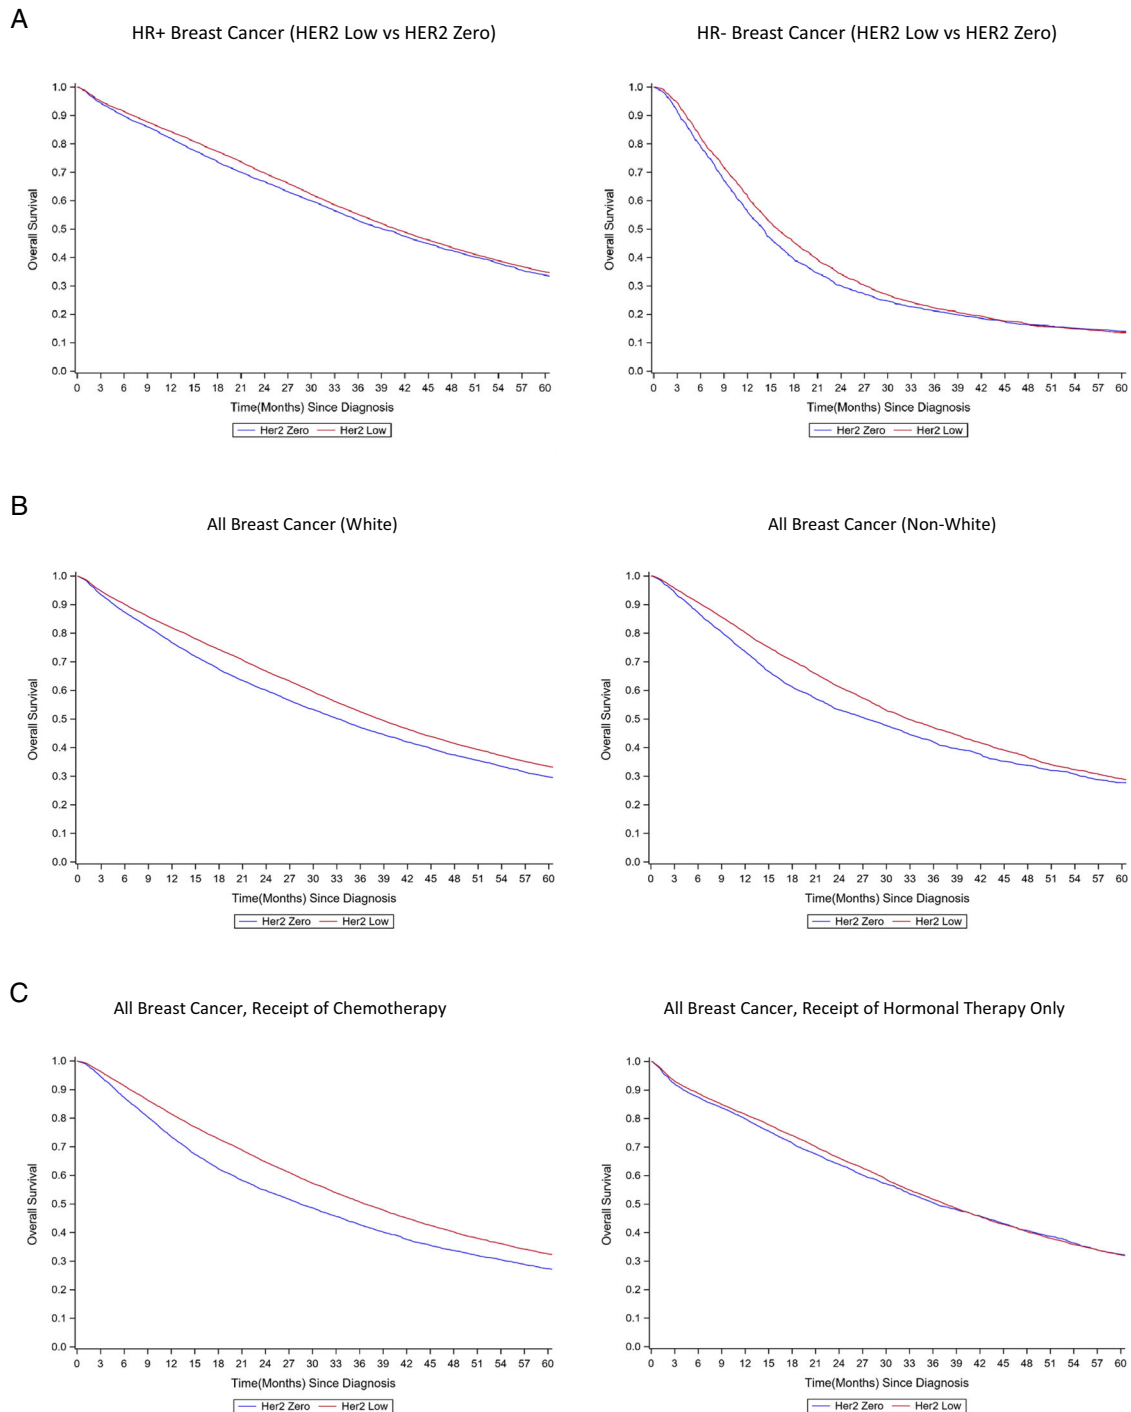 A
HR+ Breast Cancer (HER2 Low vs HER2 Zero)
HR- Breast Cancer (HER2 Low vs HER2 Zero)
1.0
0.9
0.8
0.7
0.6
0.5
0.4
0.3
0.2
0.1
0.0
Overall Survival
0 3 6 9 12 15 18 21 24 27 30 33 36 39 42 45 48 51 54 57 60
Time(Months) Since Diagnosis
Her2 Zero Her2 Low
1.0
0.9
0.8
0.7
0.6
0.5
0.4
0.3
0.2
0.1
0.0
Overall Survival
0 3 6 9 12 15 18 21 24 27 30 33 36 39 42 45 48 51 54 57 60
Time(Months) Since Diagnosis
Her2 Zero Her2 Low
B
All Breast Cancer (White)
All Breast Cancer (Non-White)
1.0
0.9
0.8
0.7
0.6
0.5
0.4
0.3
0.2
0.1
0.0
Overall Survival
0 3 6 9 12 15 18 21 24 27 30 33 36 39 42 45 48 51 54 57 60
Time(Months) Since Diagnosis
Her2 Zero Her2 Low
1.0
0.9
0.8
0.7
0.6
0.5
0.4
0.3
0.2
0.1
0.0
Overall Survival
0 3 6 9 12 15 18 21 24 27 30 33 36 39 42 45 48 51 54 57 60
Time(Months) Since Diagnosis
Her2 Zero Her2 Low
C
All Breast Cancer, Receipt of Chemotherapy
All Breast Cancer, Receipt of Hormonal Therapy Only
1.0
0.9
0.8
0.7
0.6
0.5
0.4
0.3
0.2
0.1
0.0
Overall Survival
0 3 6 9 12 15 18 21 24 27 30 33 36 39 42 45 48 51 54 57 60
Time(Months) Since Diagnosis
Her2 Zero Her2 Low
1.0
0.9
0.8
0.7
0.6
0.5
0.4
0.3
0.2
0.1
0.0
Overall Survival
0 3 6 9 12 15 18 21 24 27 30 33 36 39 42 45 48 51 54 57 60
Time(Months) Since Diagnosis
Her2 Zero Her2 Low